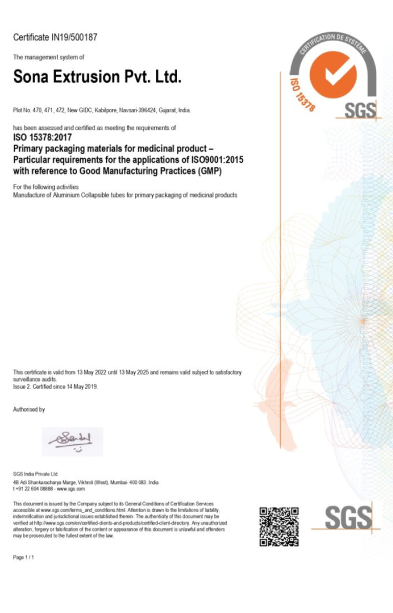 Certificate IN19/500187
The management system of
Sona Extrusion Pvt. Ltd.
Plot No. 470, 471, 472, New GIDC, Kabilpore, Navsari-396424, Gujarat, India.
has been assessed and certified as meeting the requirements of
ISO 15378:2017
Primary packaging materials for medicinal product –
Particular requirements for the applications of ISO9001:2015
with reference to Good Manufacturing Practices (GMP)
For the following activities
Manufacture of Aluminium Collapsible tubes for primary packaging of medicinal products
CERTIFICATION DE SYSTÈME
ISO 15378
SGS
This certificate is valid from 13 May 2022 until 13 May 2025 and remains valid subject to satisfactory
surveillance audits.
Issue 2. Certified since 14 May 2019.
Authorised by
SGS India Private Ltd.
4B Adi Shankaracharya Marge, Vikhroli (West), Mumbai 400 083 India
t +91 22 604 08888 - www.sgs.com
This document is issued by the Company subject to its General Conditions of Certification Services
accessible at www.sgs.com/terms_and_conditions.html. Attention is drawn to the limitations of liability,
indemnification and jurisdictional issues established therein. The authenticity of this document may be
verified at http://www.sgs.com/en/certified-clients-and-products/certified-client-directory. Any unauthorized
alteration, forgery or falsification of the content or appearance of this document is unlawful and offenders
may be prosecuted to the fullest extent of the law.
SGS
Page 1 / 1